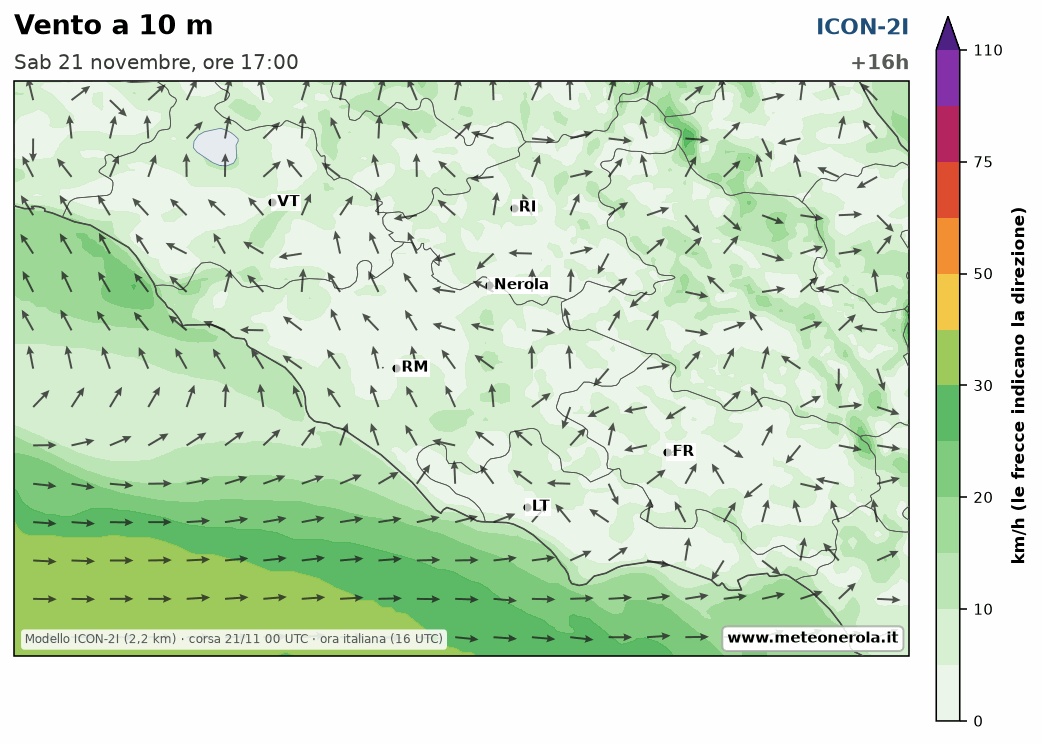 Vento a 10 m
ICON-2I
Sab 21 novembre, ore 17:00
+16h
VT
RI
Nerola
RM
FR
LT
Modello ICON-2I (2,2 km) · corsa 21/11 00 UTC · ora italiana (16 UTC)
www.meteonerola.it
110
75
50
30
20
10
0
km/h (le frecce indicano la direzione)